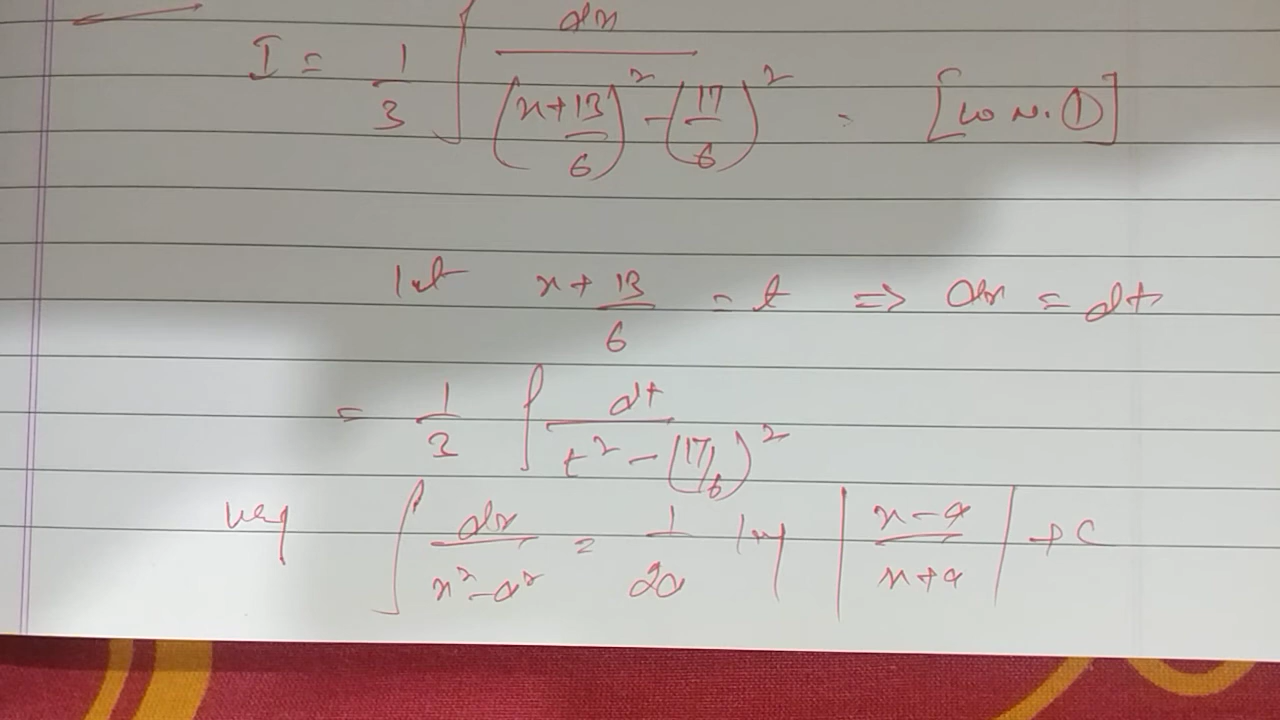 I = 1/3 ∫ dx / (x + 13/6)² - (17/6)² - [w N. ①]
let x + 13/6 = t ⇒ dx = dt
= 1/3 ∫ dt / t² - (17/6)²
∫ dx / x² - a² = 1/2a log | x - a / x + a | + C